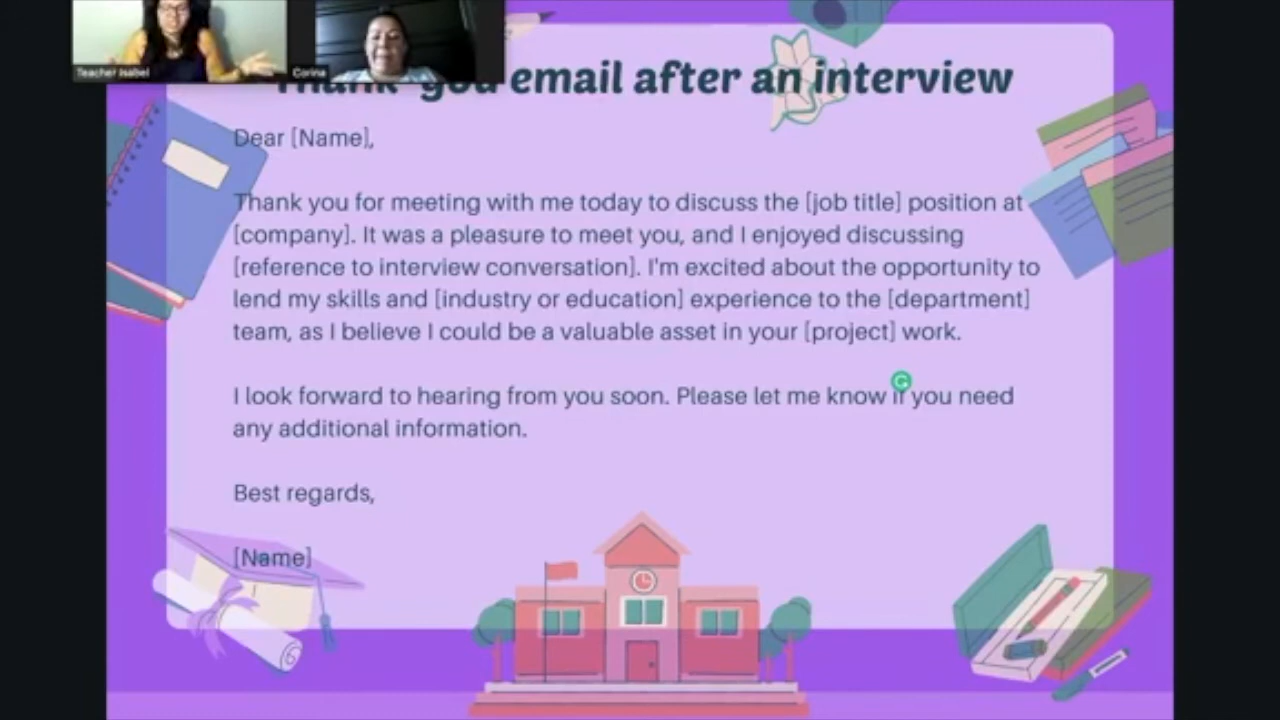 Teacher Isabel
Corina
Thank you email after an interview
Dear [Name],
Thank you for meeting with me today to discuss the [job title] position at
[company]. It was a pleasure to meet you, and I enjoyed discussing
[reference to interview conversation]. I'm excited about the opportunity to
lend my skills and [industry or education] experience to the [department]
team, as I believe I could be a valuable asset in your [project] work.
I look forward to hearing from you soon. Please let me know if you need
any additional information.
Best regards,
[Name]